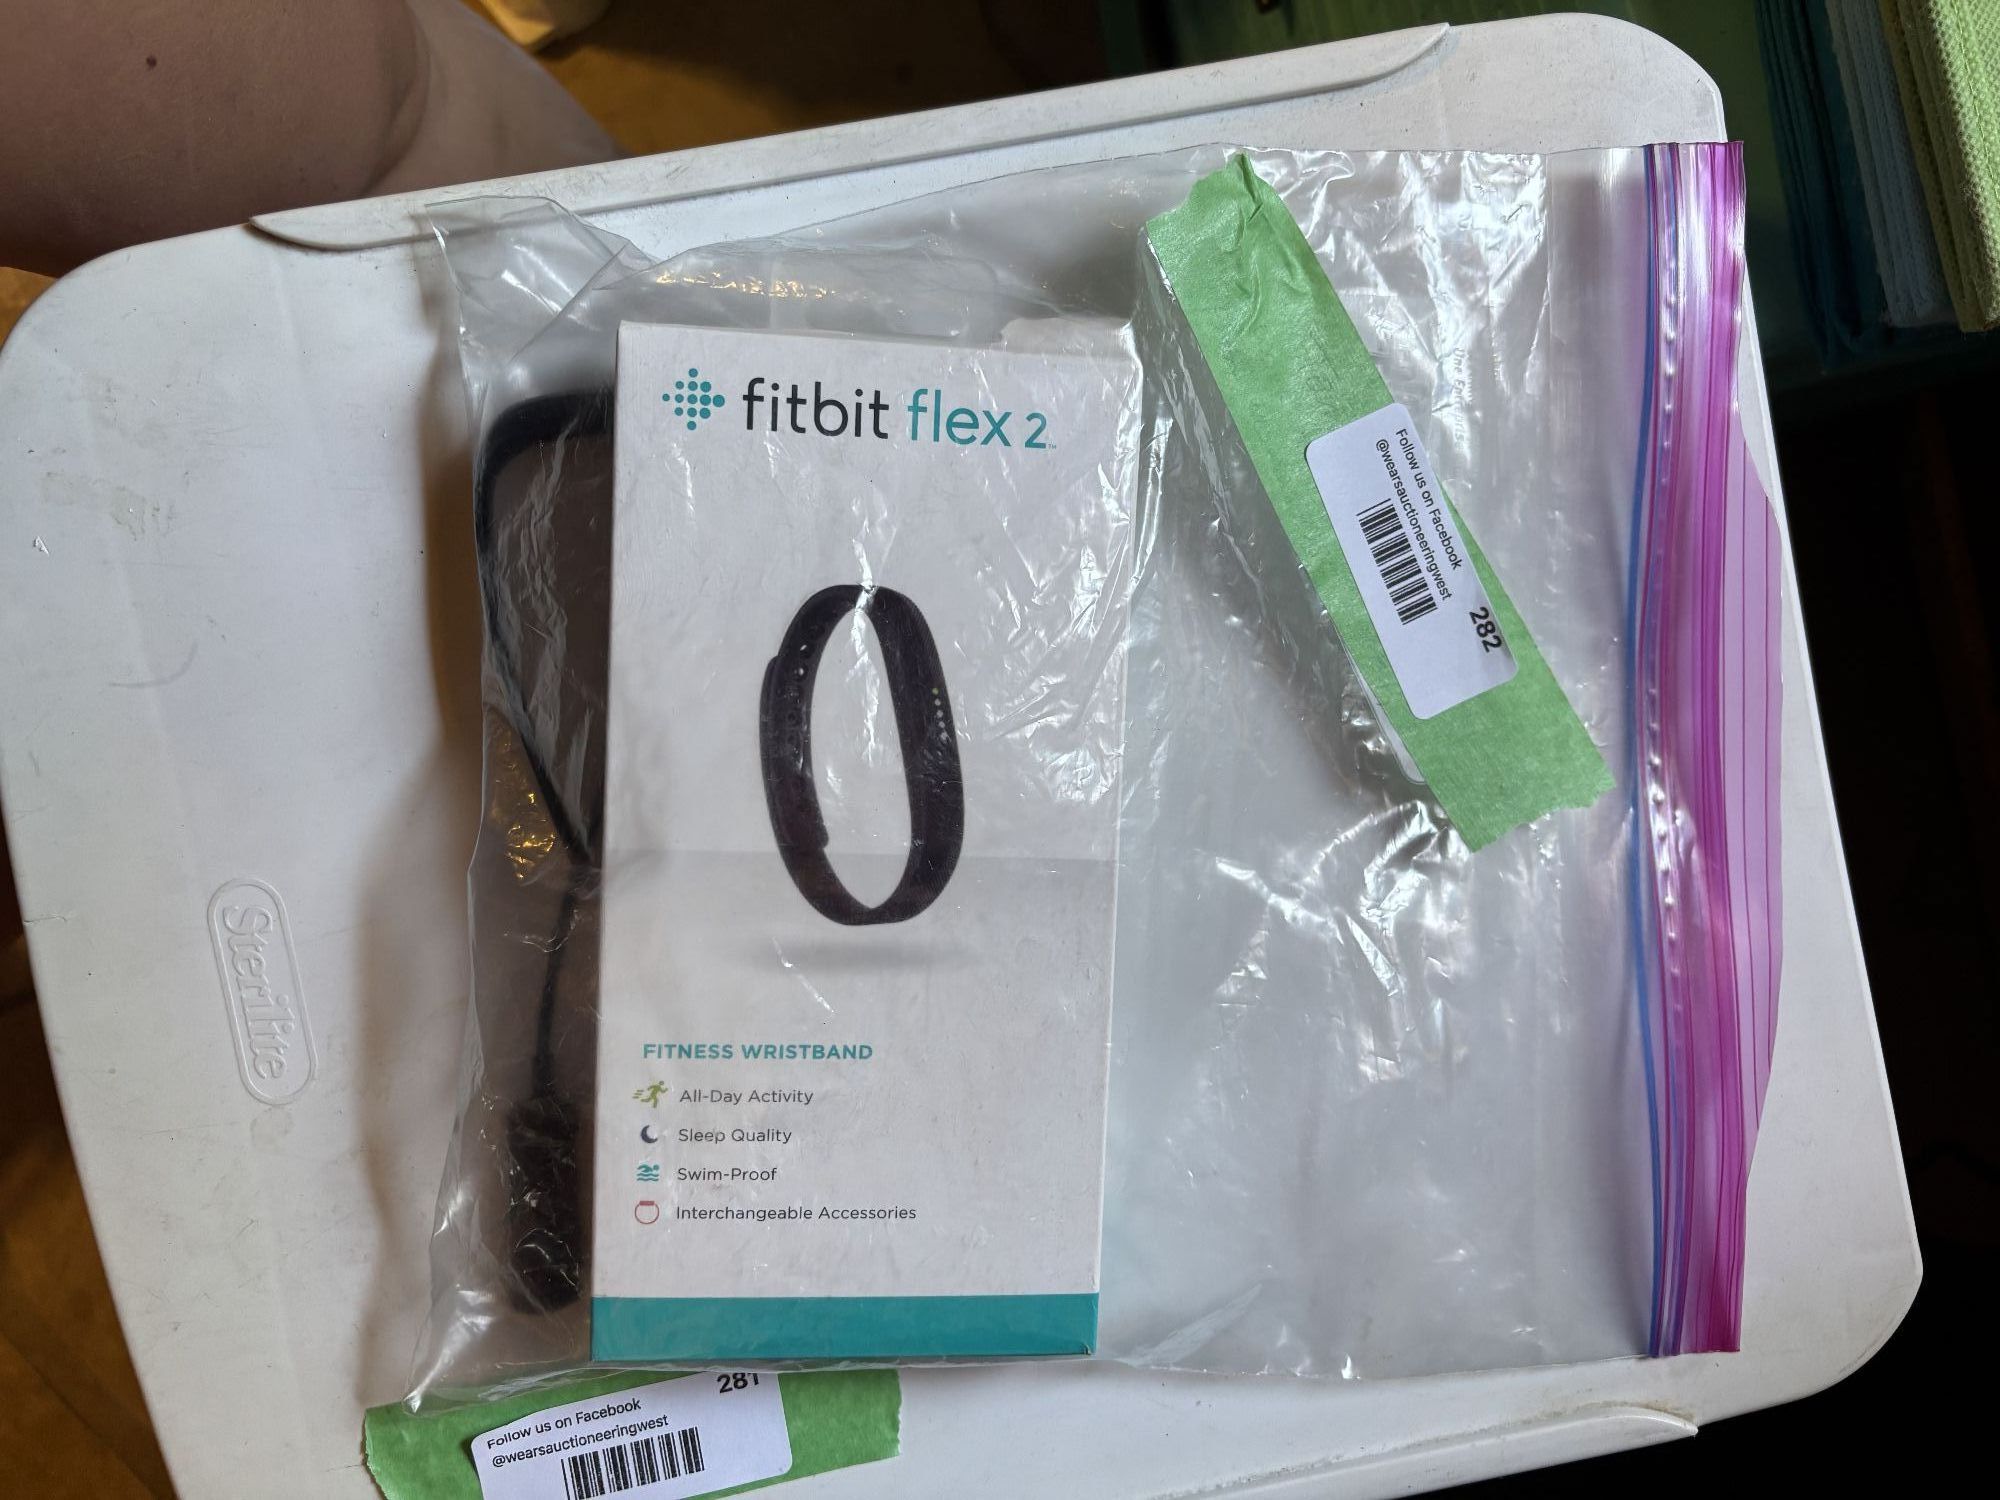 fitbit flex 2™
FITNESS WRISTBAND
All-Day Activity
Sleep Quality
Swim-Proof
Interchangeable Accessories
Follow us on Facebook
@wearsauctioneeringwest
282
Sterilite
281
Follow us on Facebook
@wearsauctioneeringwest